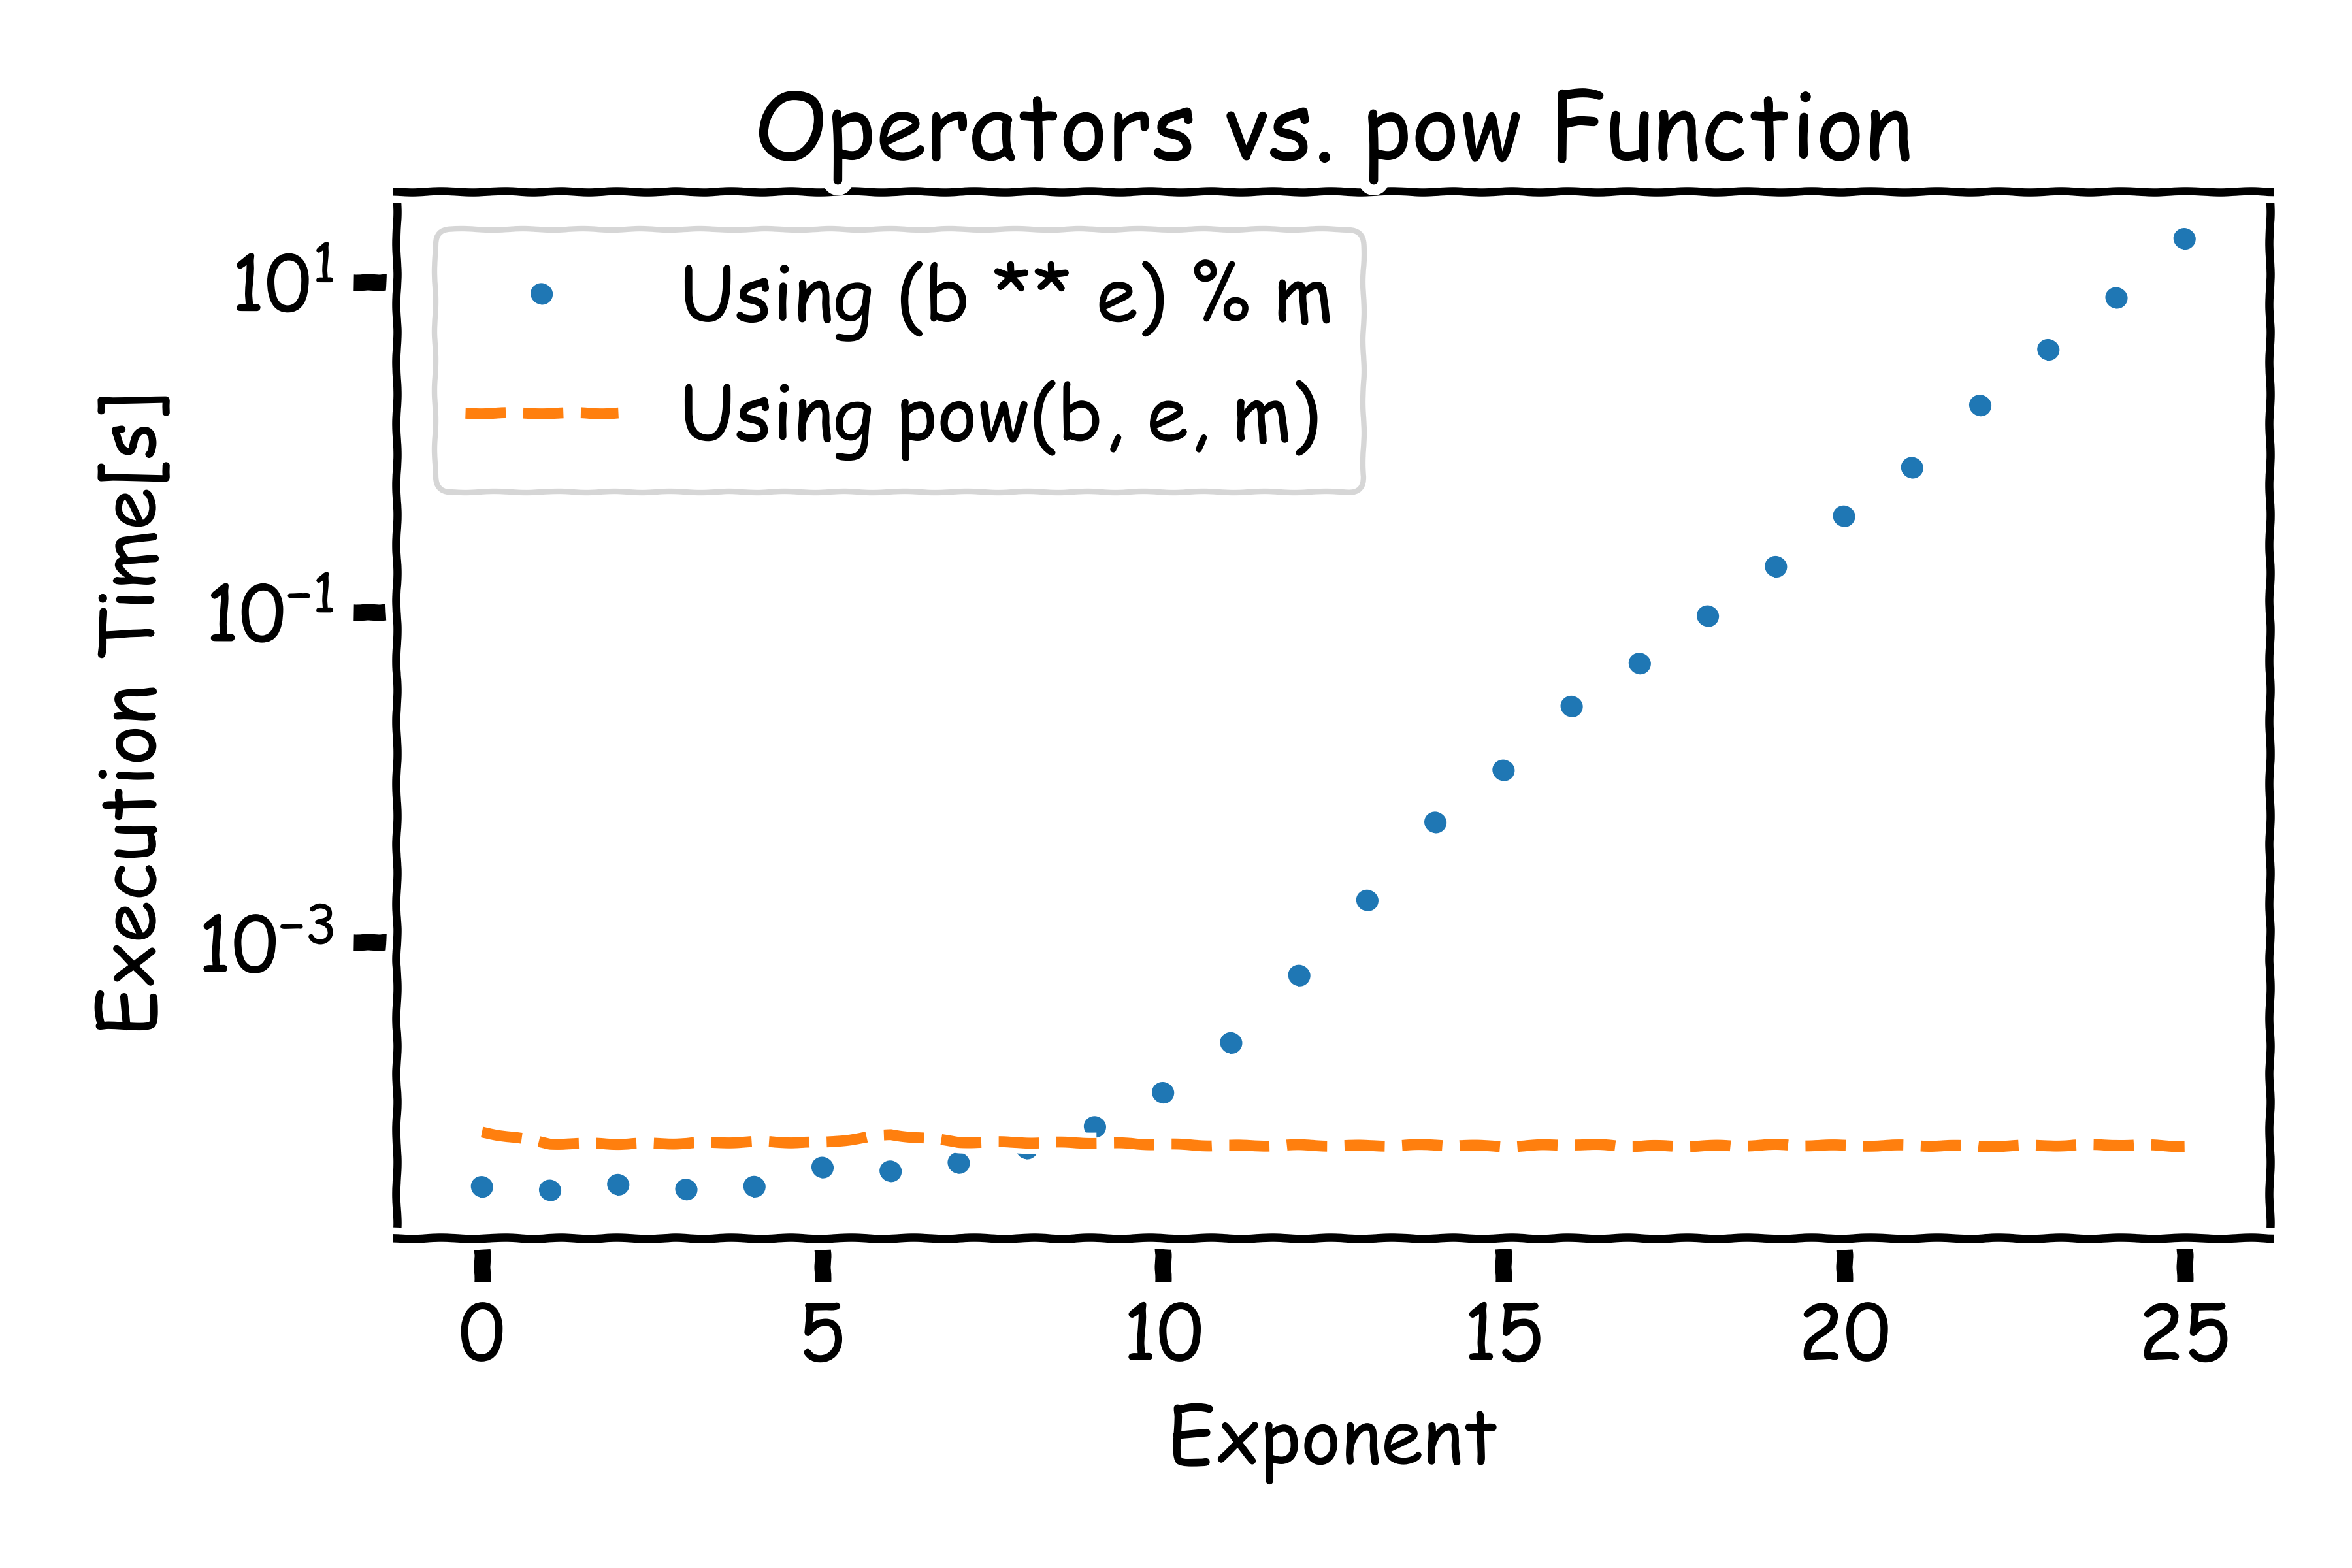 Operators vs. pow Function
Using (b ** e) % m
Using pow(b, e, m)
Execution Time[s]
10¹
10⁻¹
10⁻³
0 5 10 15 20 25
Exponent